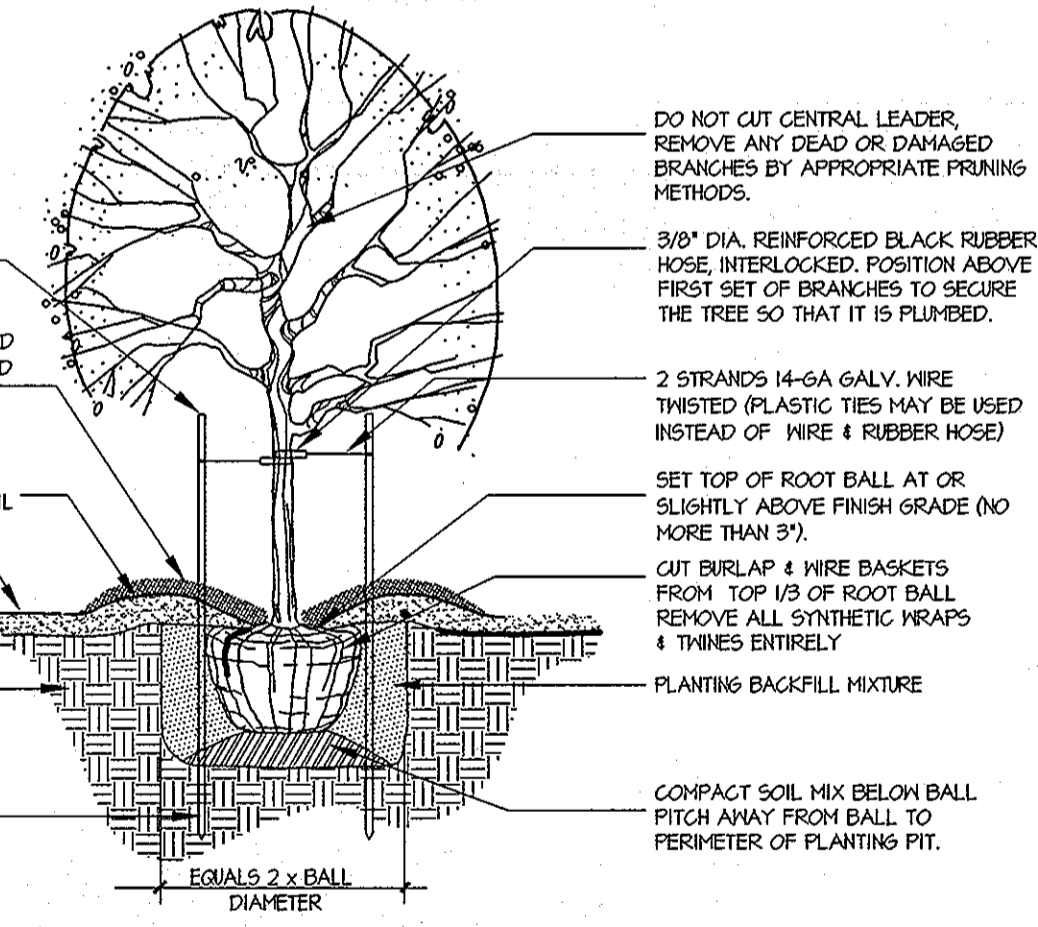 DO NOT CUT CENTRAL LEADER,
REMOVE ANY DEAD OR DAMAGED
BRANCHES BY APPROPRIATE PRUNING
METHODS.
3/8" DIA. REINFORCED BLACK RUBBER
HOSE, INTERLOCKED. POSITION ABOVE
FIRST SET OF BRANCHES TO SECURE
THE TREE SO THAT IT IS PLUMBED.
2 STRANDS 14-GA GALV. WIRE
TWISTED (PLASTIC TIES MAY BE USED
INSTEAD OF WIRE & RUBBER HOSE)
SET TOP OF ROOT BALL AT OR
SLIGHTLY ABOVE FINISH GRADE (NO
MORE THAN 3").
CUT BURLAP & WIRE BASKETS
FROM TOP 1/3 OF ROOT BALL
REMOVE ALL SYNTHETIC WRAPS
& TWINES ENTIRELY
PLANTING BACKFILL MIXTURE
COMPACT SOIL MIX BELOW BALL
PITCH AWAY FROM BALL TO
PERIMETER OF PLANTING PIT.
EQUALS 2 x BALL
DIAMETER